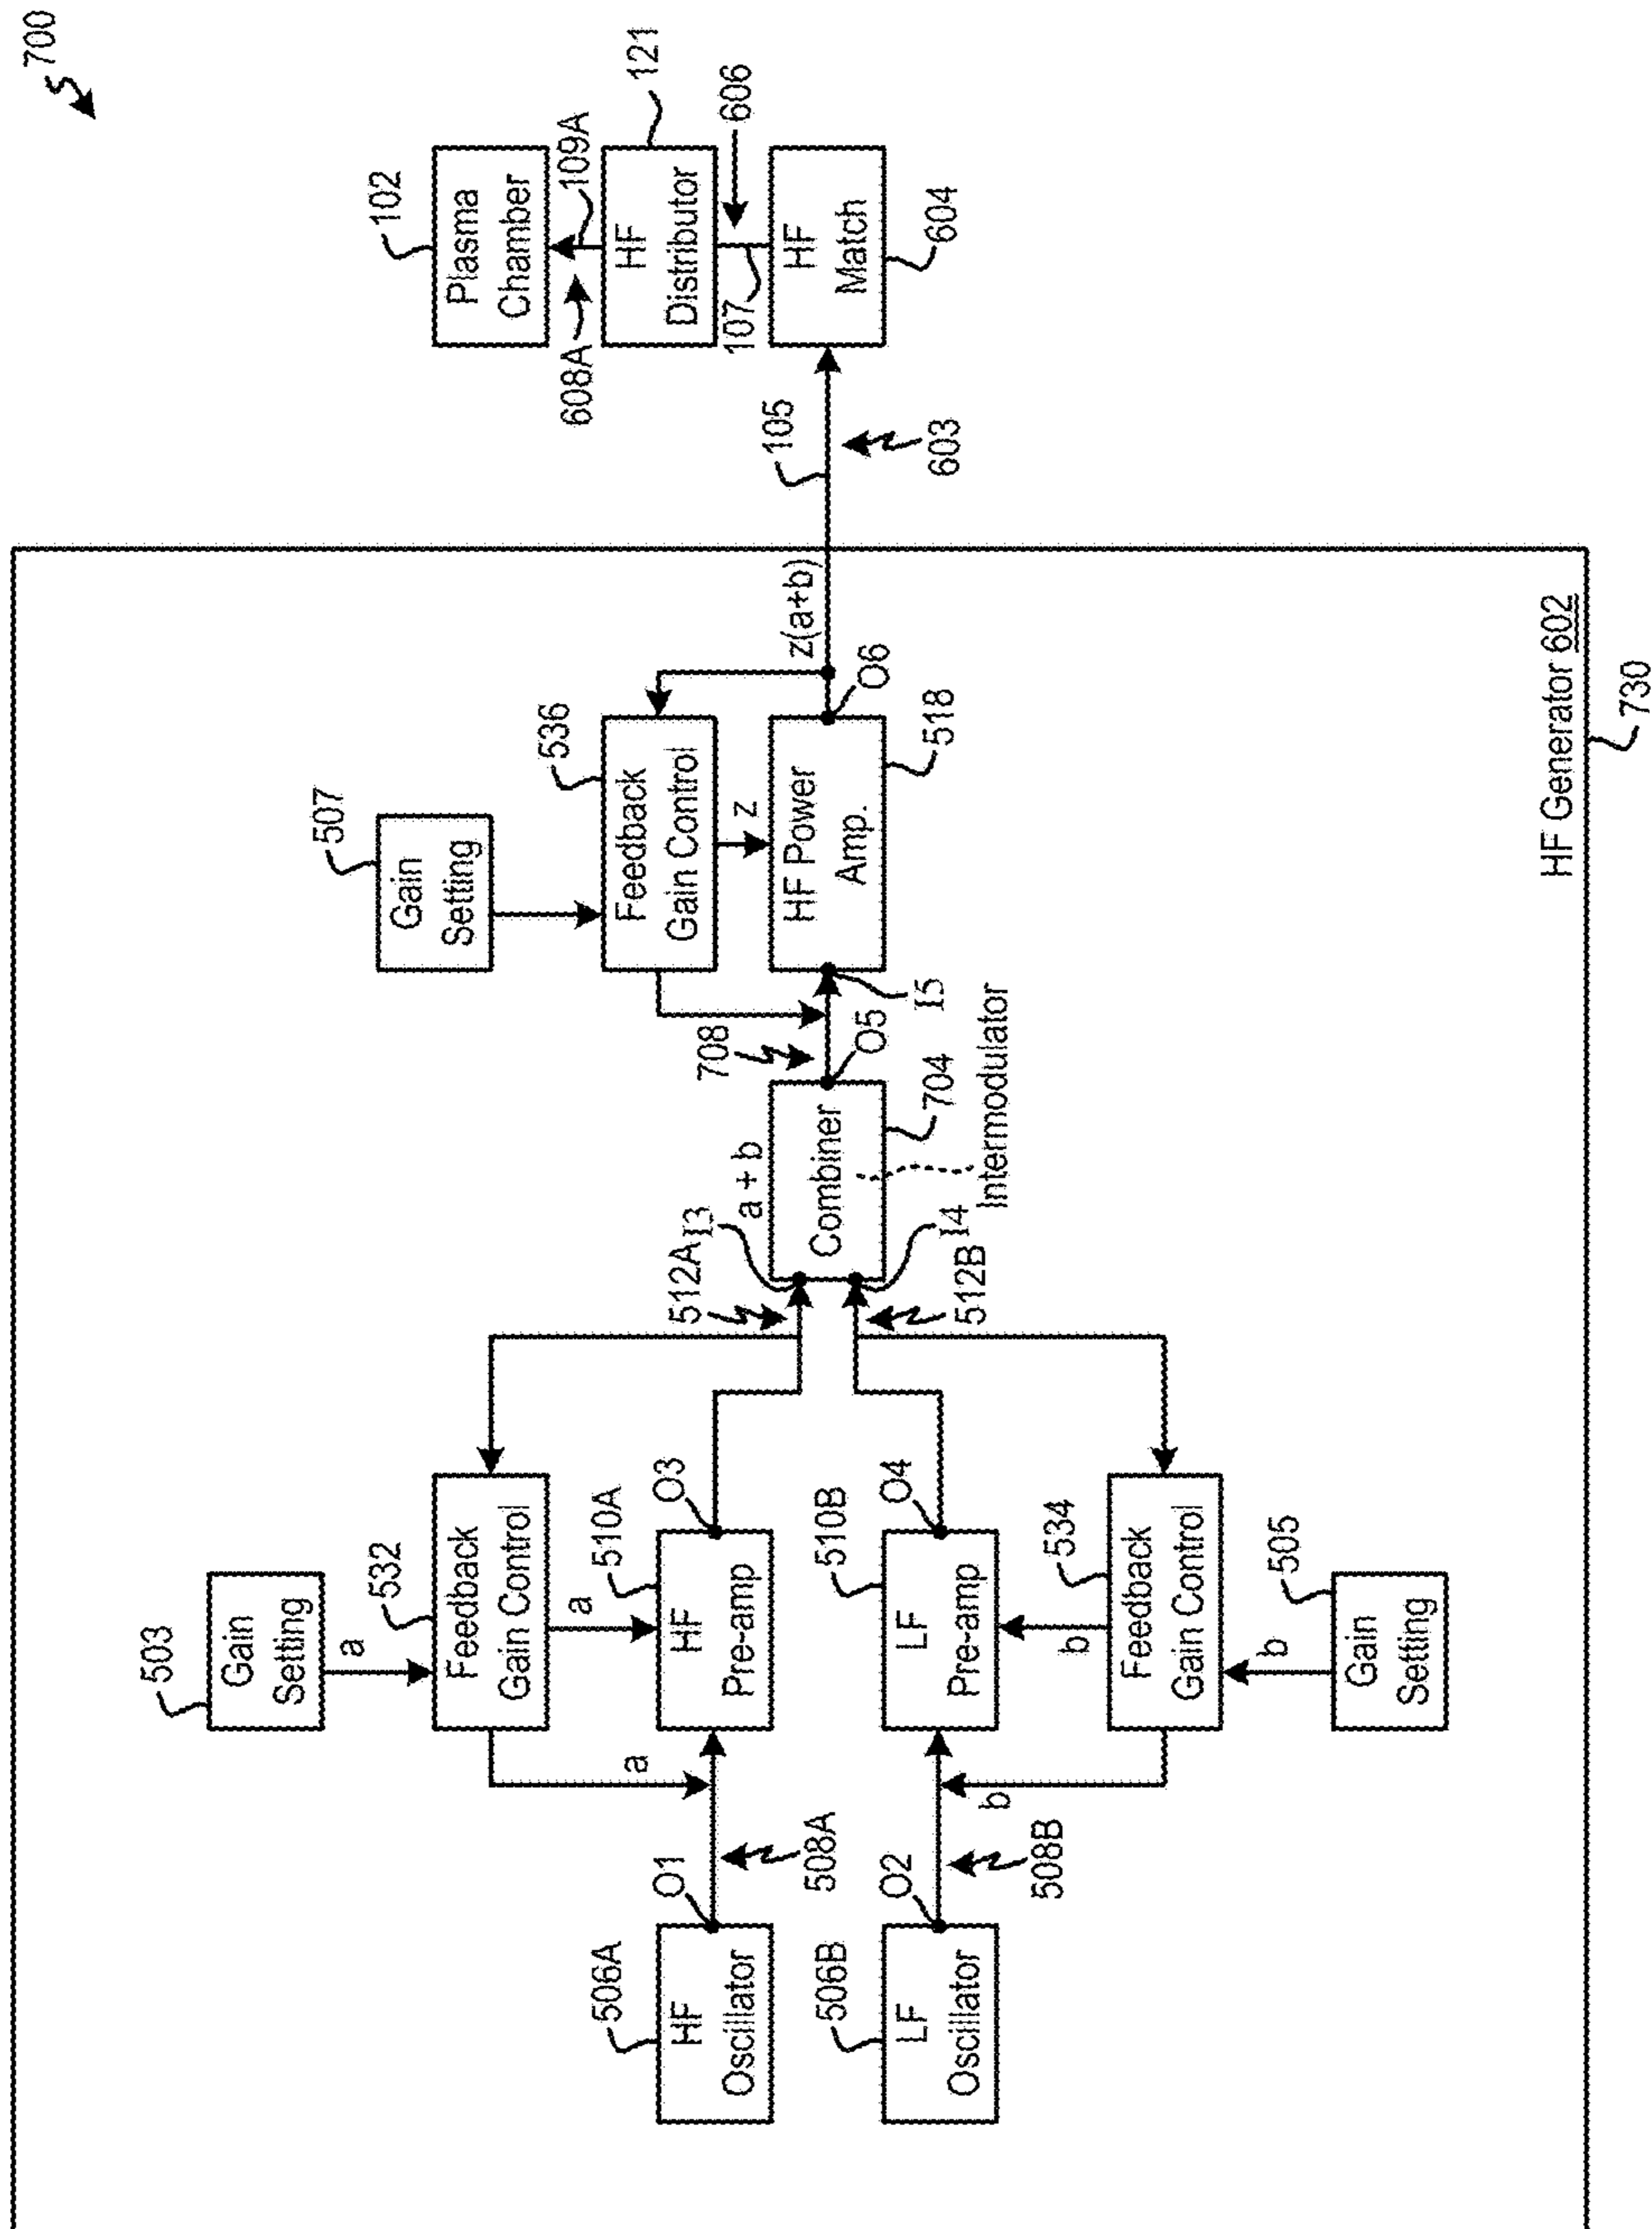 700
503
Gain
Setting
a
532
Feedback
Gain Control
a
a
506A
HF
Oscillator
O1
508A
510A
HF
Pre-amp
O3
506B
LF
Oscillator
O2
508B
510B
LF
Pre-amp
O4
b
b
534
Feedback
Gain Control
b
505
Gain
Setting
512A
I3
512B
I4
a + b
Combiner
704
Intermodulator
O5
708
I5
507
Gain
Setting
536
Feedback
Gain Control
z
HF Power
Amp.
518
O6
z(a+b)
HF Generator 602
730
105
603
102
Plasma
Chamber
608A
109A
HF
Distributor
121
107
606
HF
Match
604